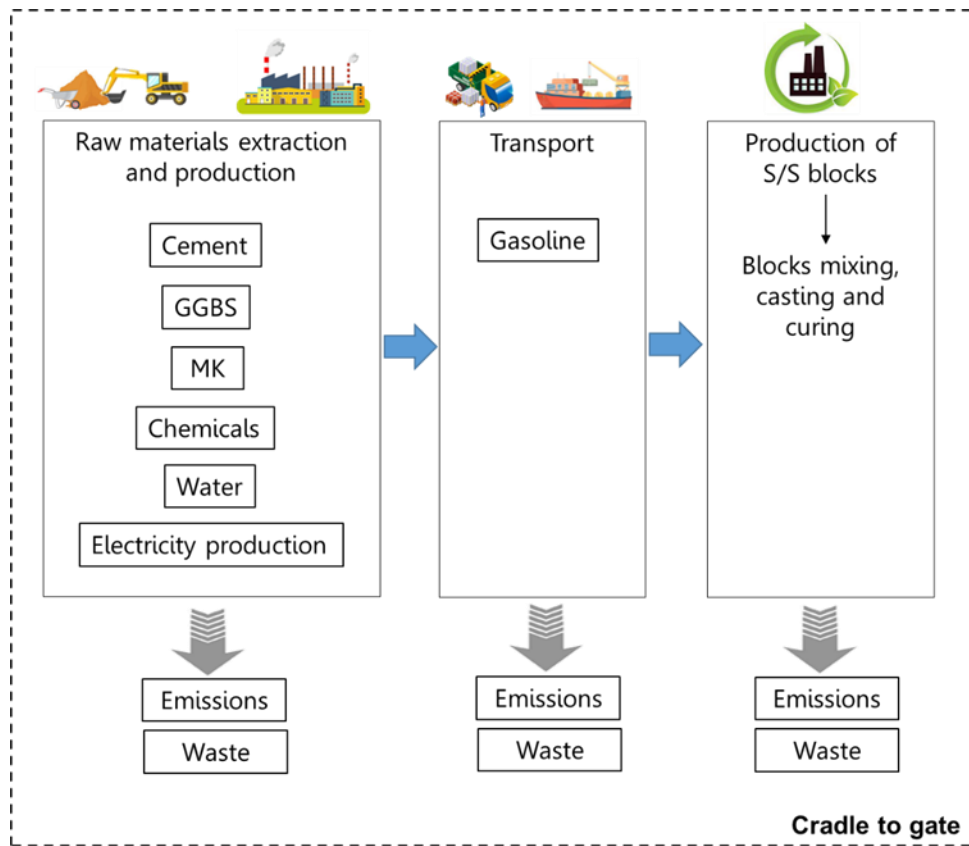 Raw materials extraction
and production
Cement
GGBS
MK
Chemicals
Water
Electricity production
Emissions
Waste
Transport
Gasoline
Emissions
Waste
Production of
S/S blocks
Blocks mixing,
casting and
curing
Emissions
Waste
Cradle to gate